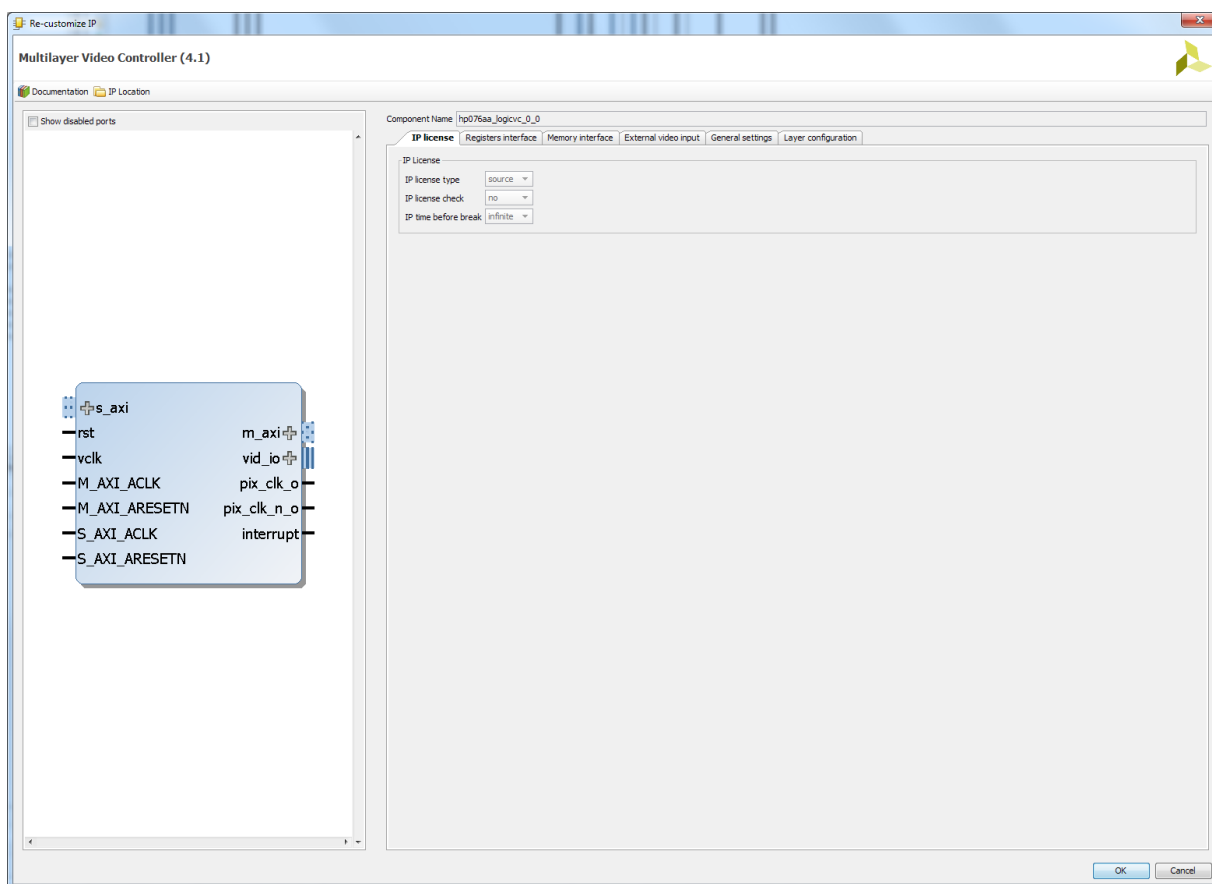 Re-customize IP
Multilayer Video Controller (4.1)
Documentation IP Location
Show disabled ports
s_axi
rst
vclk
M_AXI_ACLK
M_AXI_ARESETN
S_AXI_ACLK
S_AXI_ARESETN
m_axi
vid_io
pix_clk_o
pix_clk_n_o
interrupt
Component Name hp076aa_logicvc_0_0
IP license Registers interface Memory interface External video input General settings Layer configuration
IP License
IP license type source
IP license check no
IP time before break infinite
OK Cancel